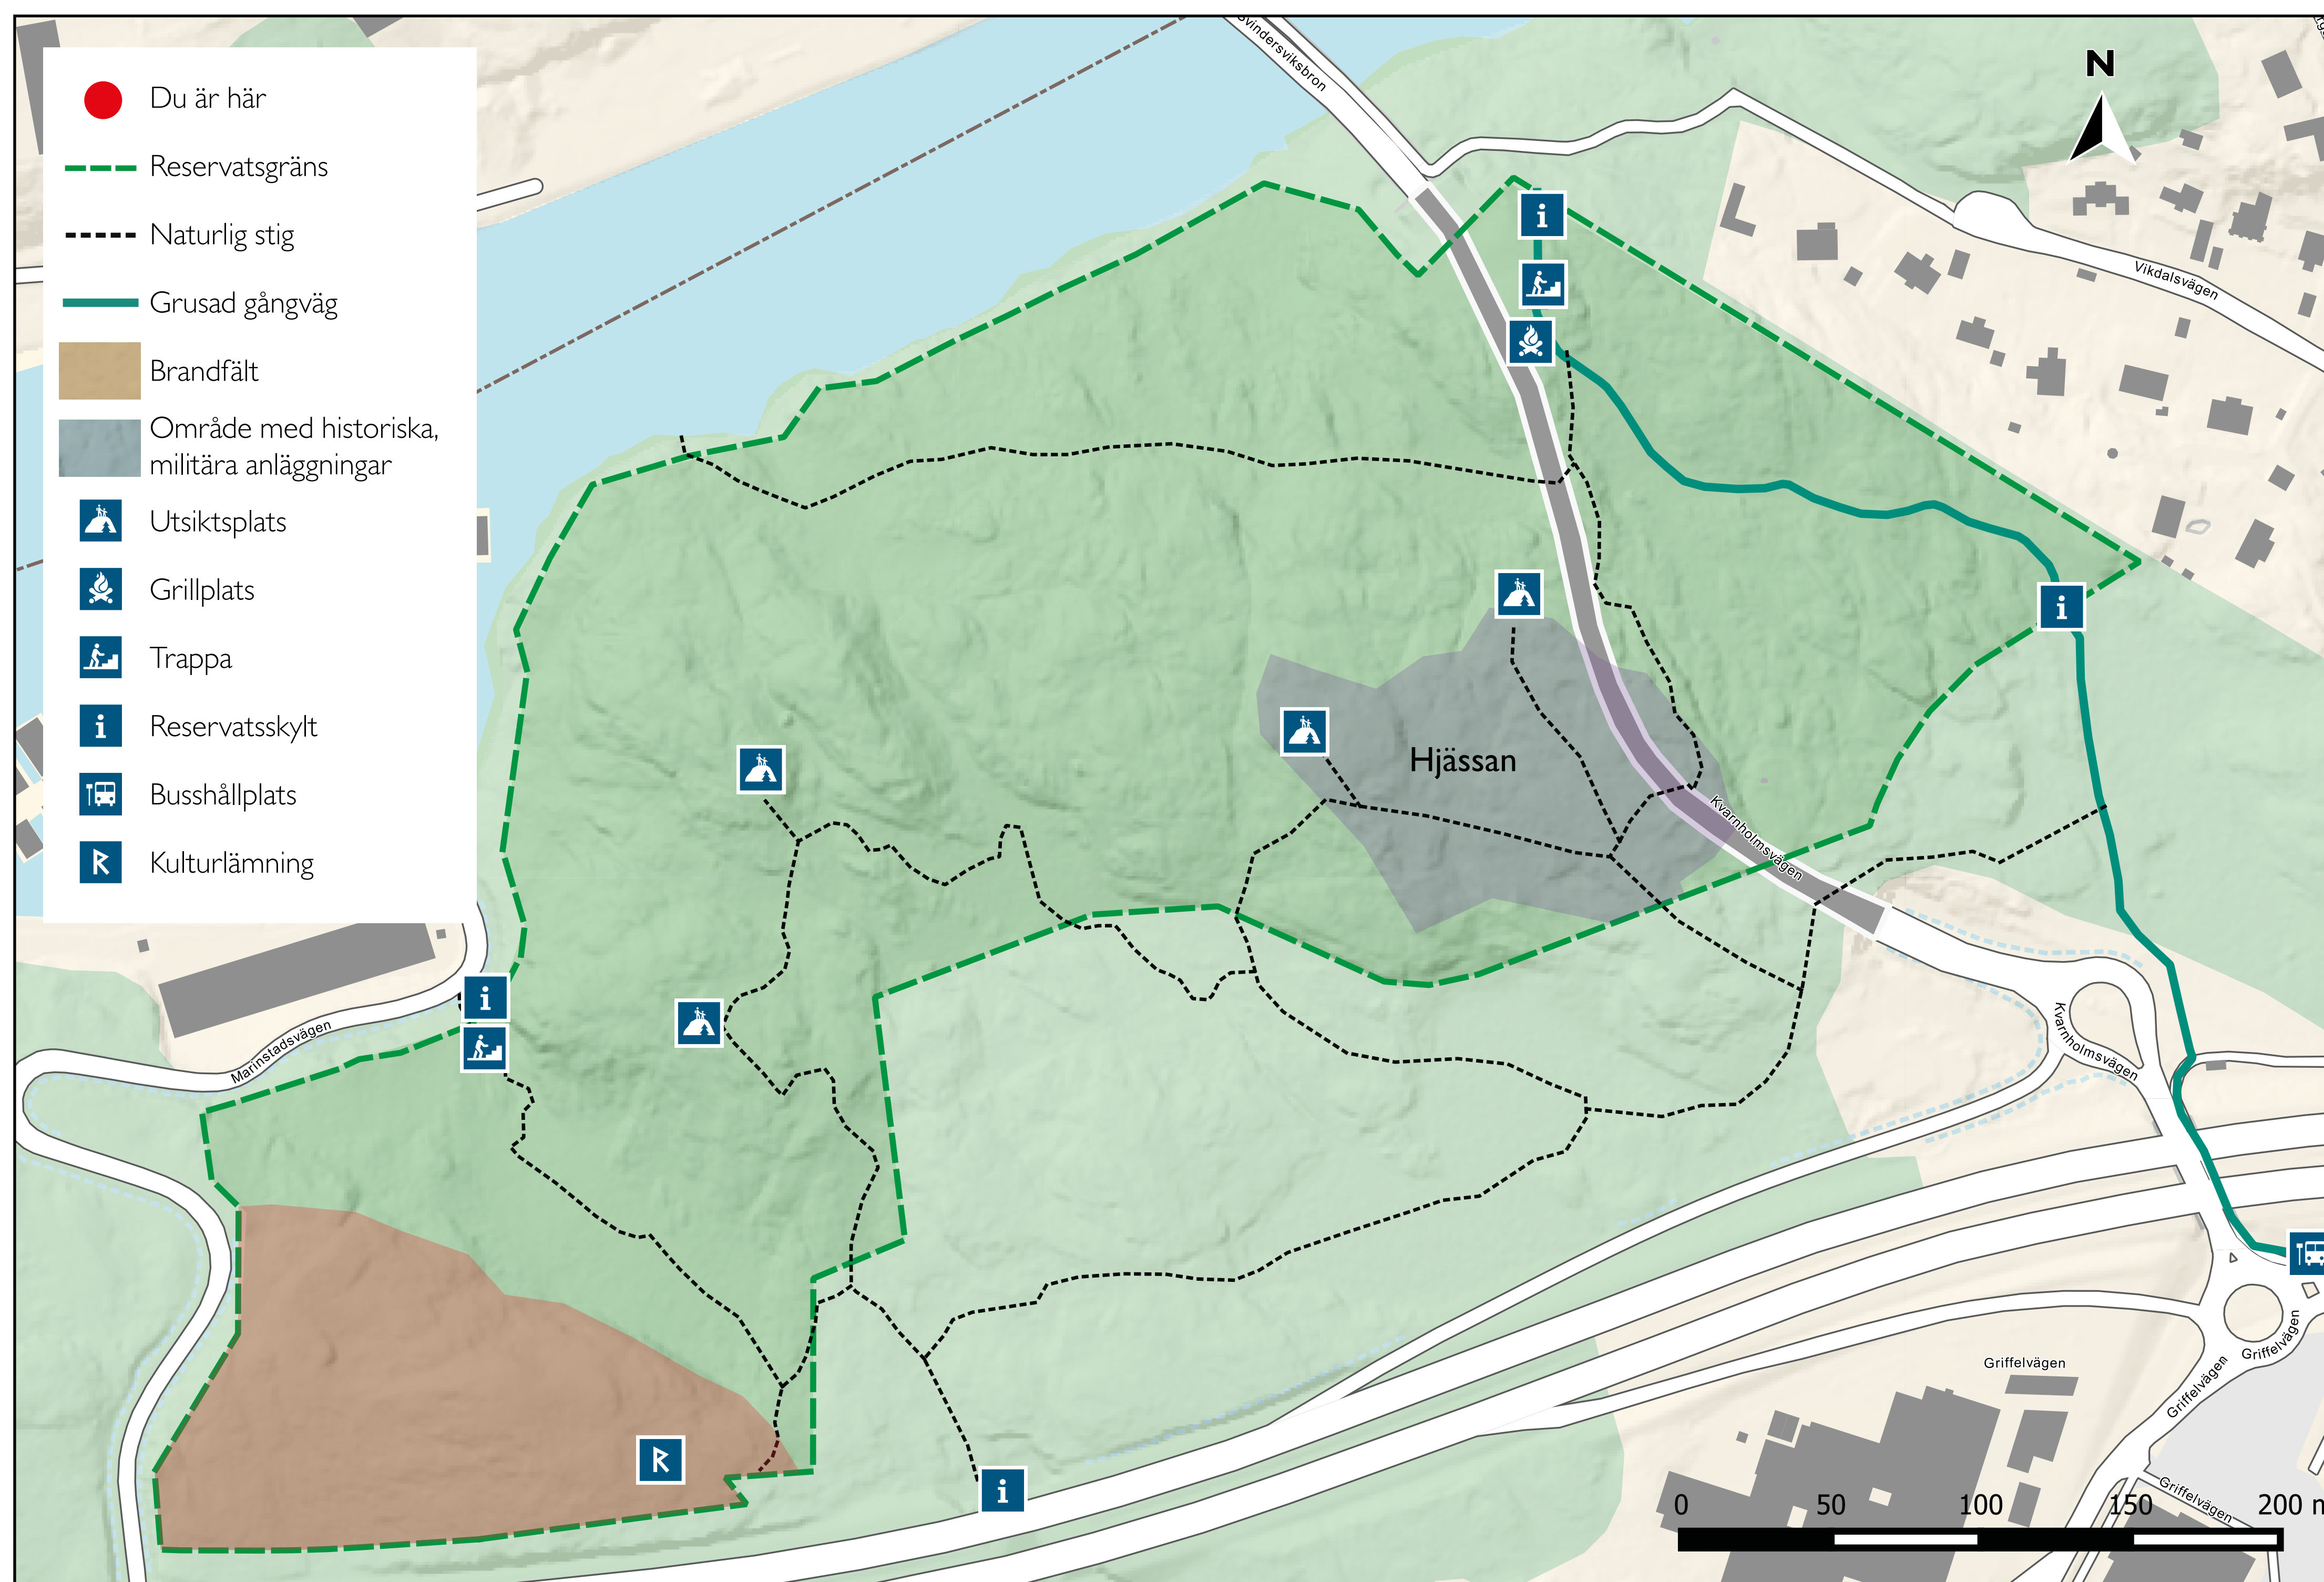 Du är här
Reservatsgräns
Naturlig stig
Grusad gångväg
Brandfält
Område med historiska,
militära anläggningar
Utsiktsplats
Grillplats
Trappa
Reservatsskylt
Busshållplats
Kulturlämning
Svindersviksbron
N
Vikdalsvägen
Hjässan
Kvarnholmsvägen
Marinstadsvägen
Kvarnholmsvägen
Griffelvägen
Griffelvägen
Griffelvägen
Griffelvägen
0 50 100 150 200 m